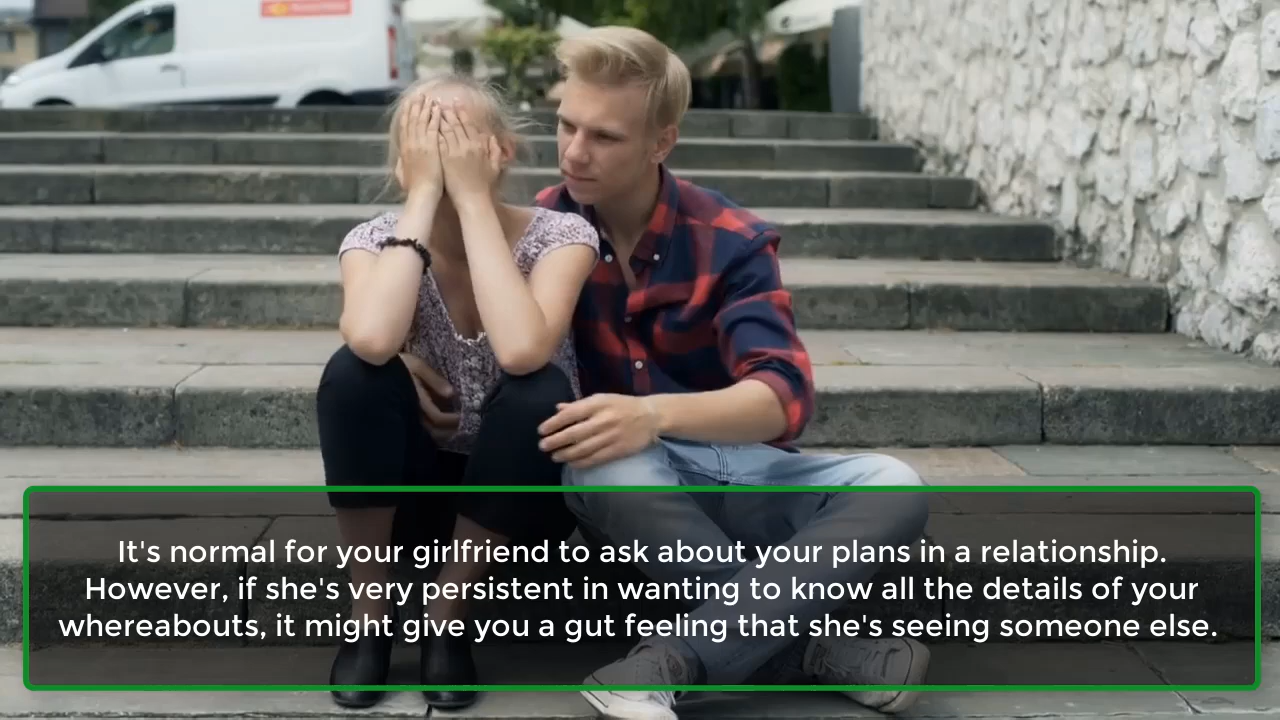 It's normal for your girlfriend to ask about your plans in a relationship.
However, if she's very persistent in wanting to know all the details of your
whereabouts, it might give you a gut feeling that she's seeing someone else.